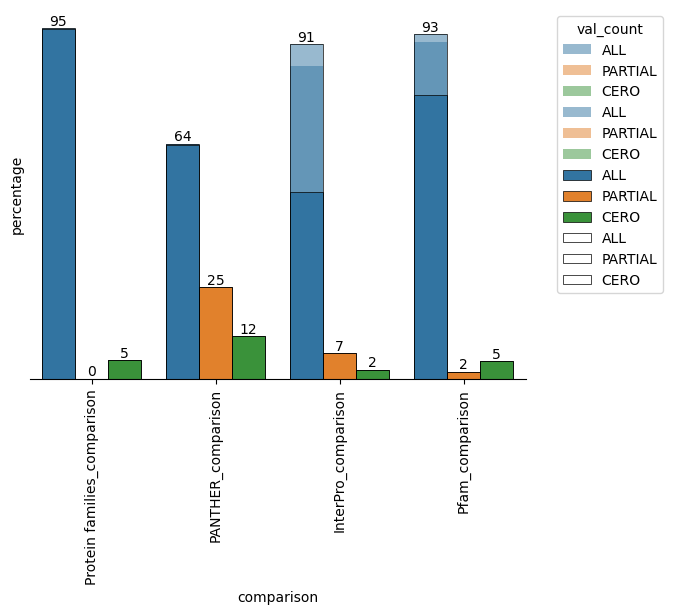 95
0
5
64
25
12
91
7
2
93
2
5
percentage
Protein families_comparison
PANTHER_comparison
InterPro_comparison
Pfam_comparison
comparison
val_count
ALL
PARTIAL
CERO
ALL
PARTIAL
CERO
ALL
PARTIAL
CERO
ALL
PARTIAL
CERO